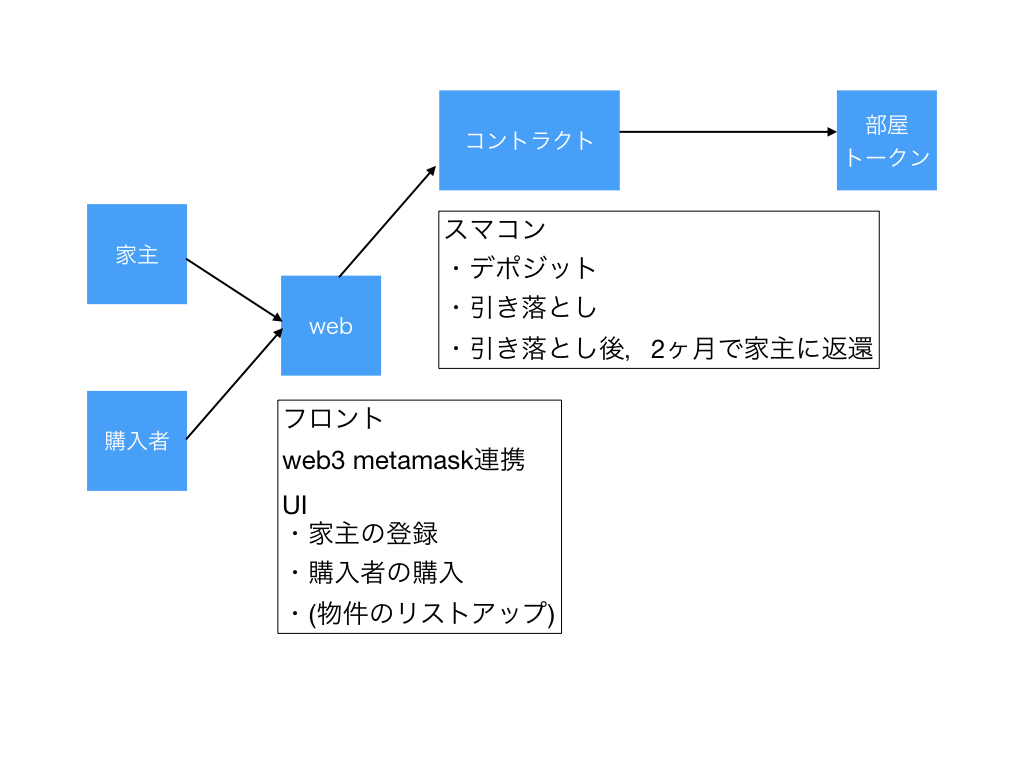 コントラクト
部屋
トークン
家主
web
購入者
スマコン
・デポジット
・引き落とし
・引き落とし後，2ヶ月で家主に返還
フロント
web3 metamask連携
UI
・家主の登録
・購入者の購入
・(物件のリストアップ)